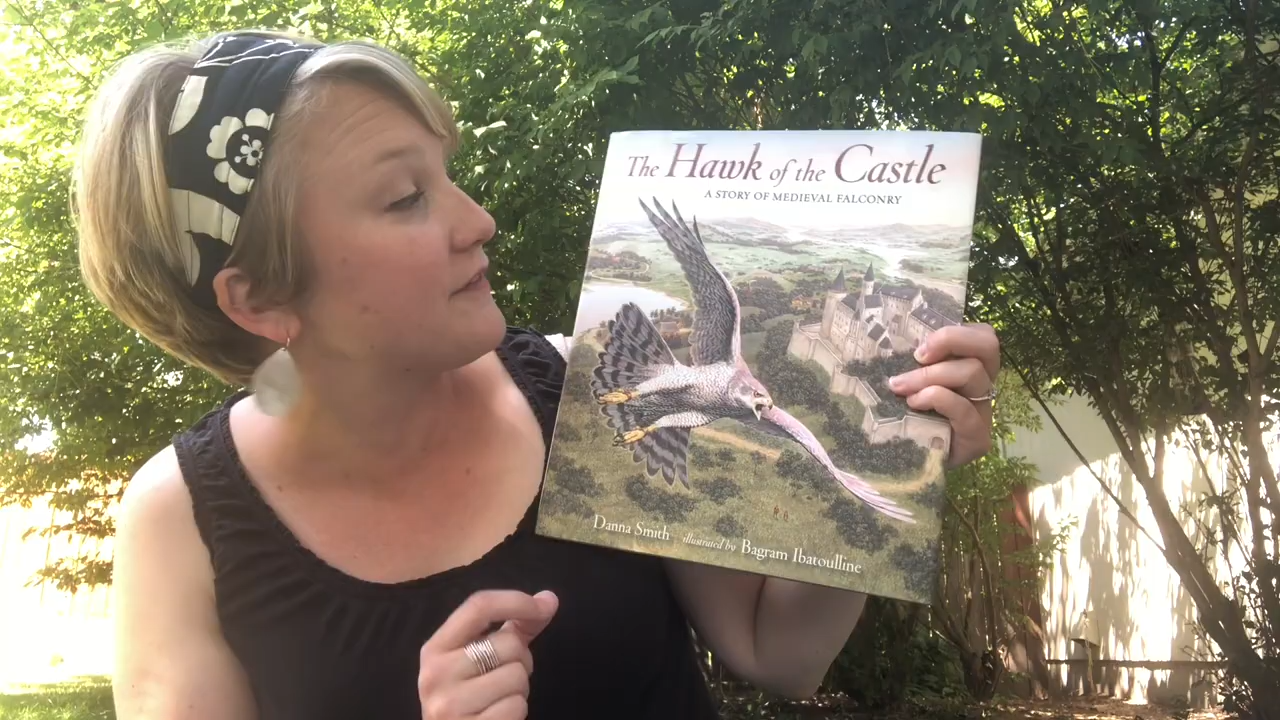 The Hawk of the Castle
A STORY OF MEDIEVAL FALCONRY
Danna Smith illustrated by Bagram Ibatoulline